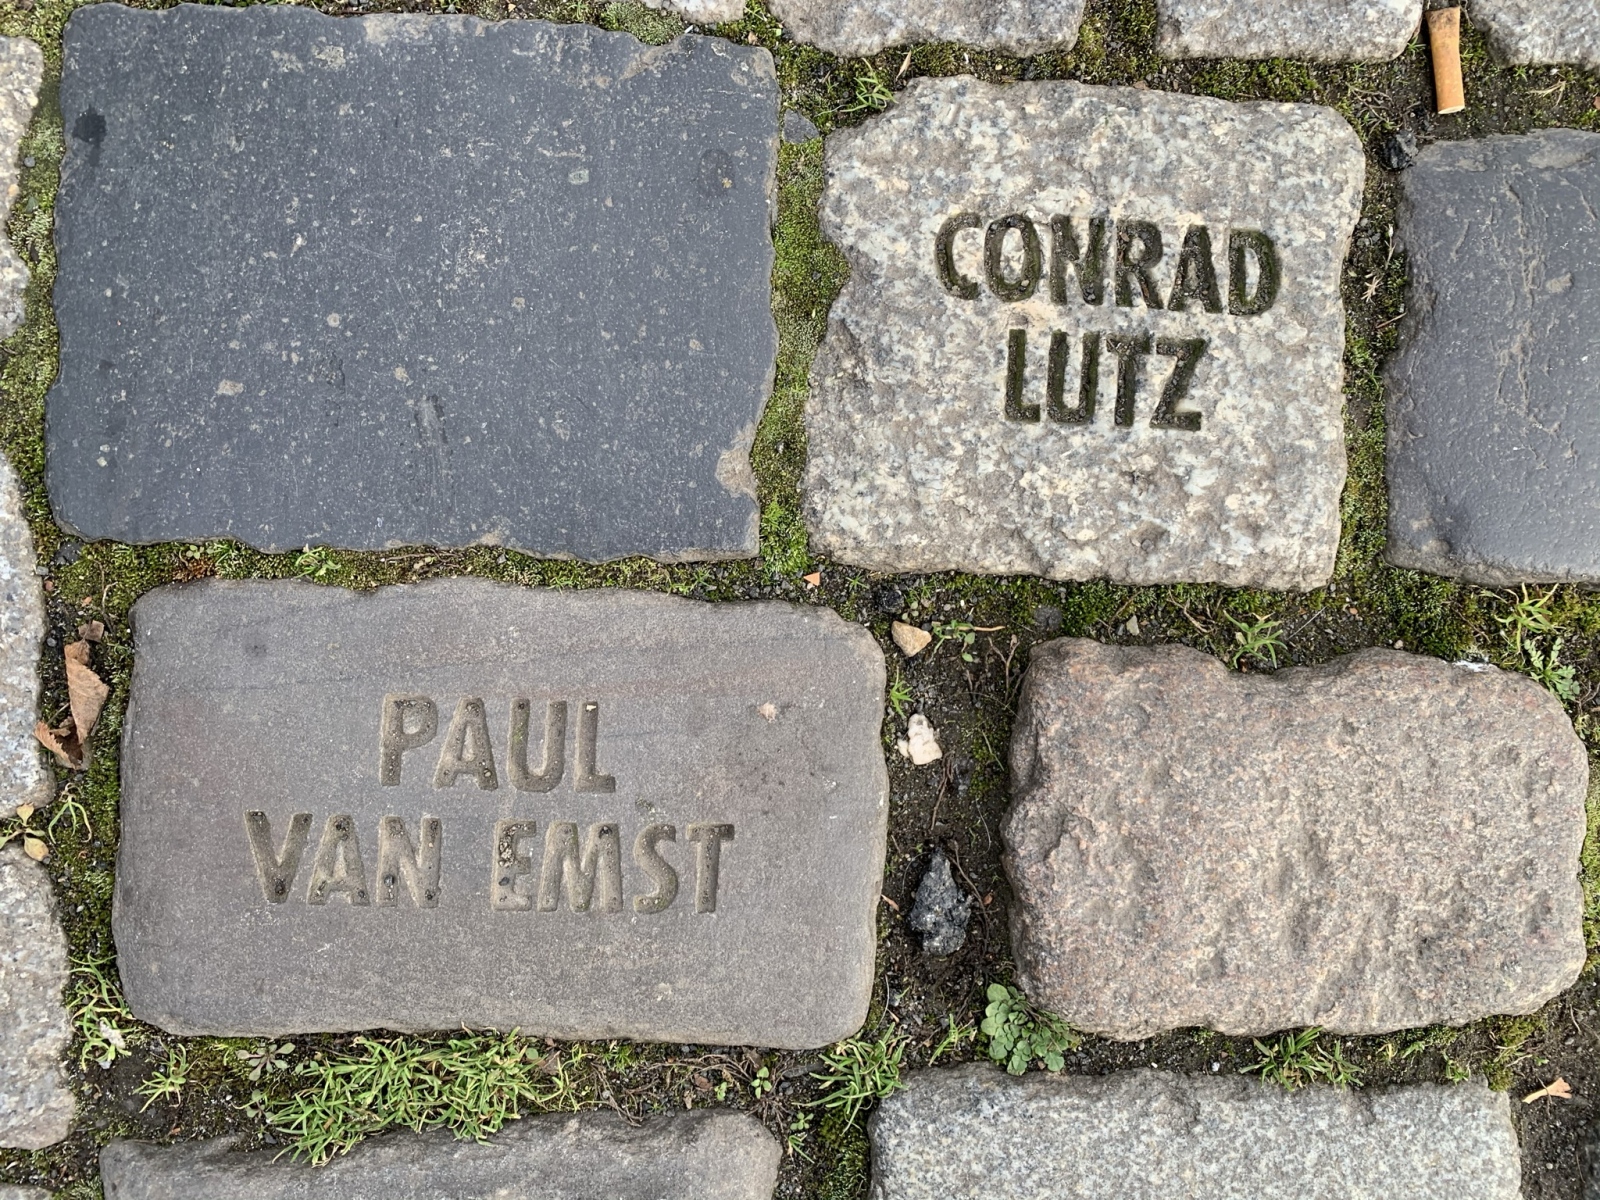 CONRAD
LUTZ
PAUL
VAN EMST